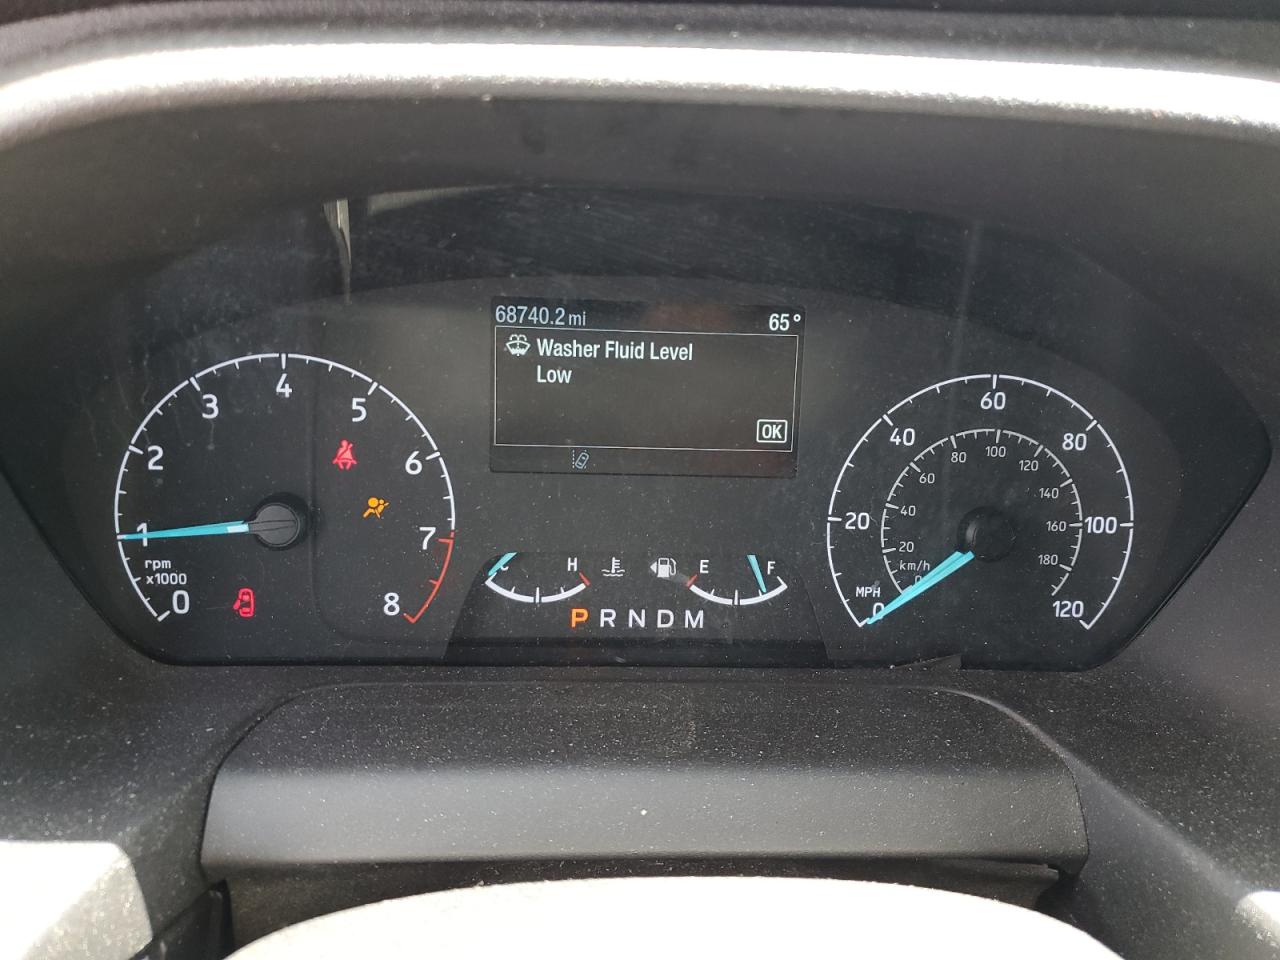 68740.2 mi 65°
Washer Fluid Level
Low
OK
0 1 2 3 4 5 6 7 8
rpm
x1000
H
E F
P R N D M
0 20 40 60 80 100 120
MPH
20 40 60 80 100 120 140 160 180
km/h